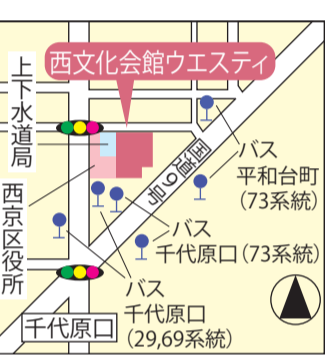 西文化会館ウエスティ
上下水道局
国道9号
バス
平和台町
(73系統)
西京区役所
バス
千代原口(73系統)
バス
千代原口
(29,69系統)
千代原口